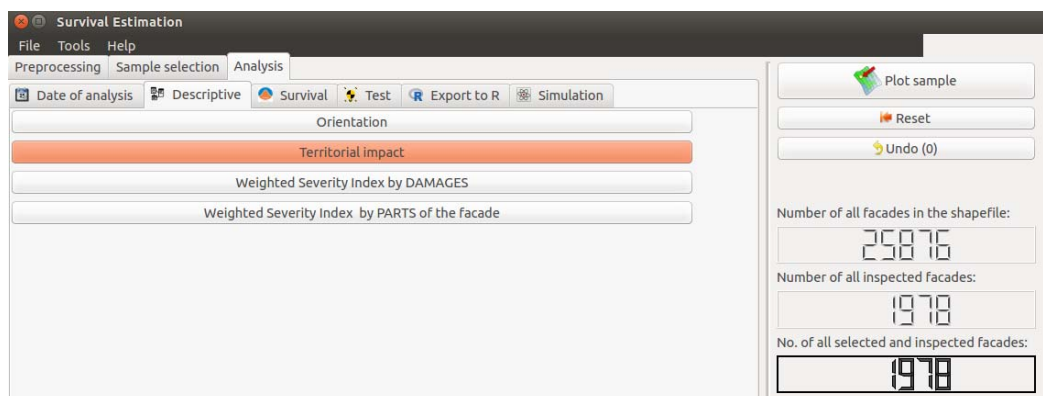 Survival Estimation
File Tools Help
Preprocessing Sample selection Analysis
Date of analysis Descriptive Survival Test Export to R Simulation
Orientation
Territorial impact
Weighted Severity Index by DAMAGES
Weighted Severity Index by PARTS of the facade
Plot sample
Reset
Undo (0)
Number of all facades in the shapefile:
25876
Number of all inspected facades:
1978
No. of all selected and inspected facades:
1978